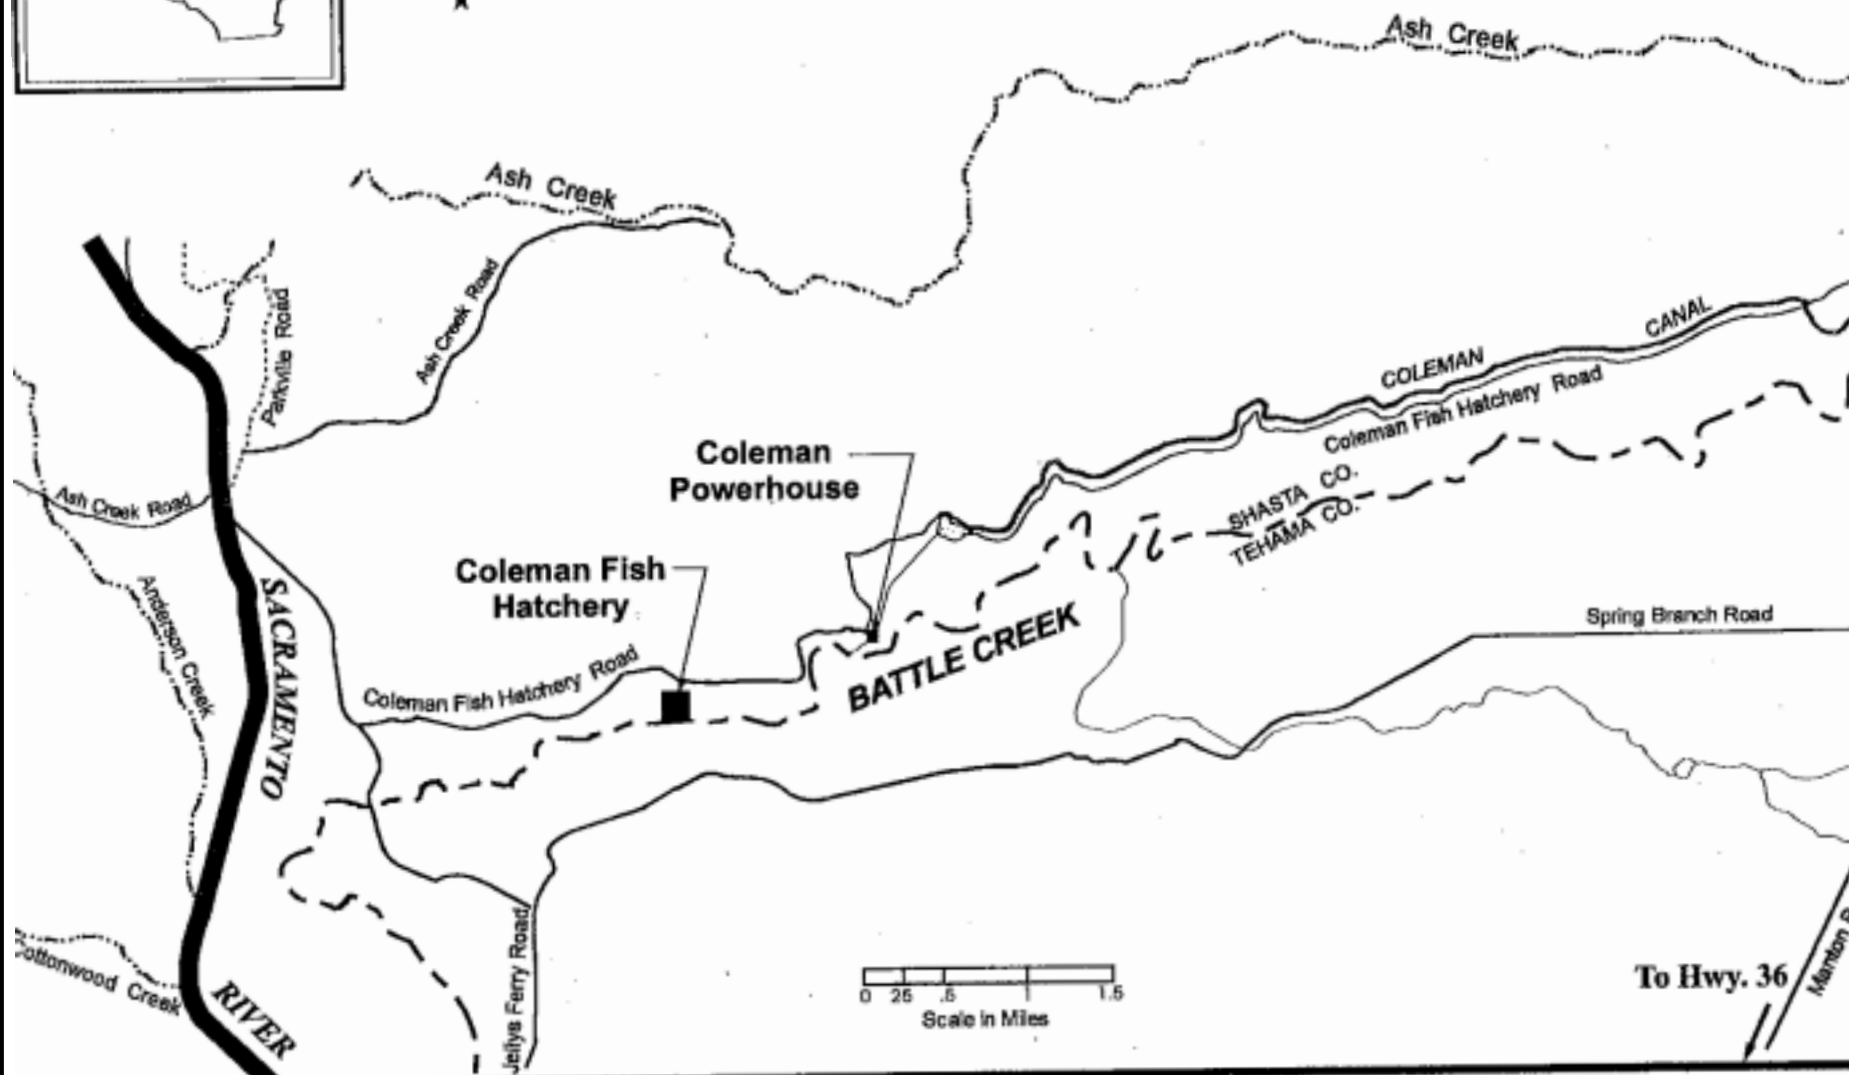 Ash Creek
Ash Creek
Ash Creek Road
Parkville Road
CANAL
COLEMAN
Coleman Fish Hatchery Road
Coleman
Powerhouse
Ash Creek Road
SHASTA CO.
TEHAMA CO.
Coleman Fish
Hatchery
Anderson Creek
SACRAMENTO
BATTLE CREEK
Spring Branch Road
Coleman Fish Hatchery Road
Jellys Ferry Road
ottonwood Creek
RIVER
0 25 .5 1 1.5
Scale in Miles
To Hwy. 36
Manton